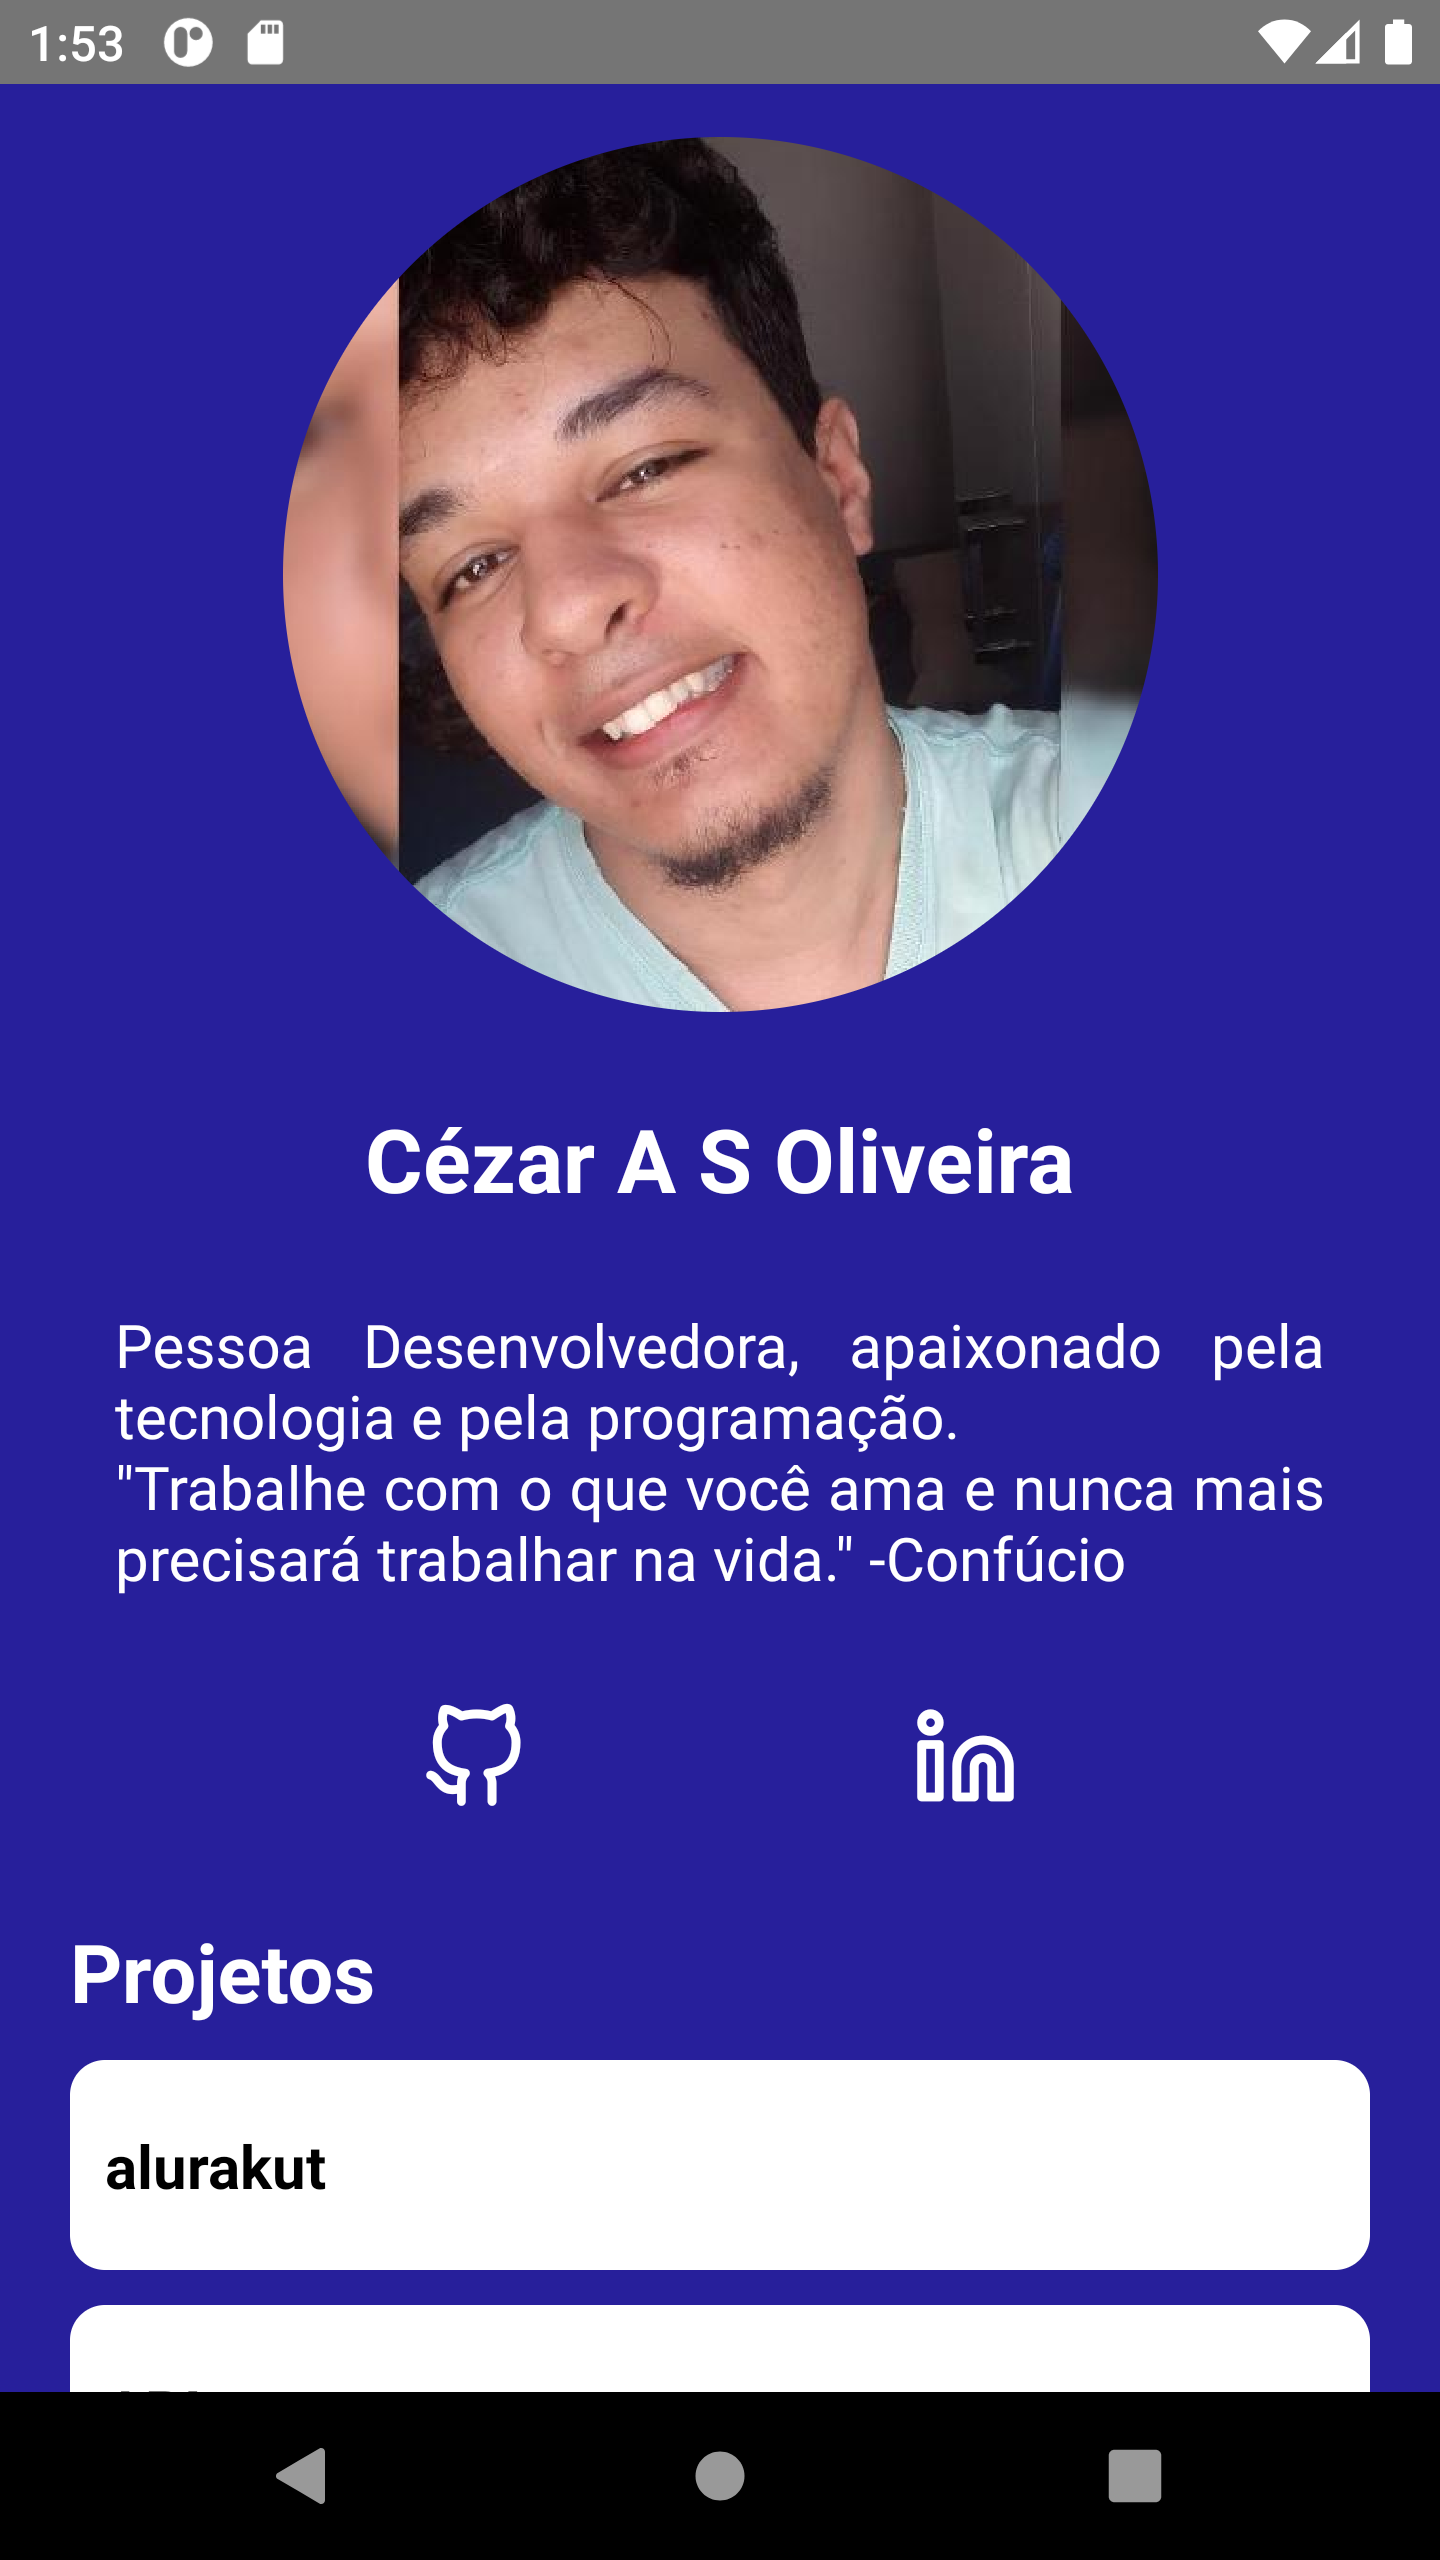 1:53
Cézar A S Oliveira
Pessoa Desenvolvedora, apaixonado pela
tecnologia e pela programação.
"Trabalhe com o que você ama e nunca mais
precisará trabalhar na vida." -Confúcio
Projetos
alurakut